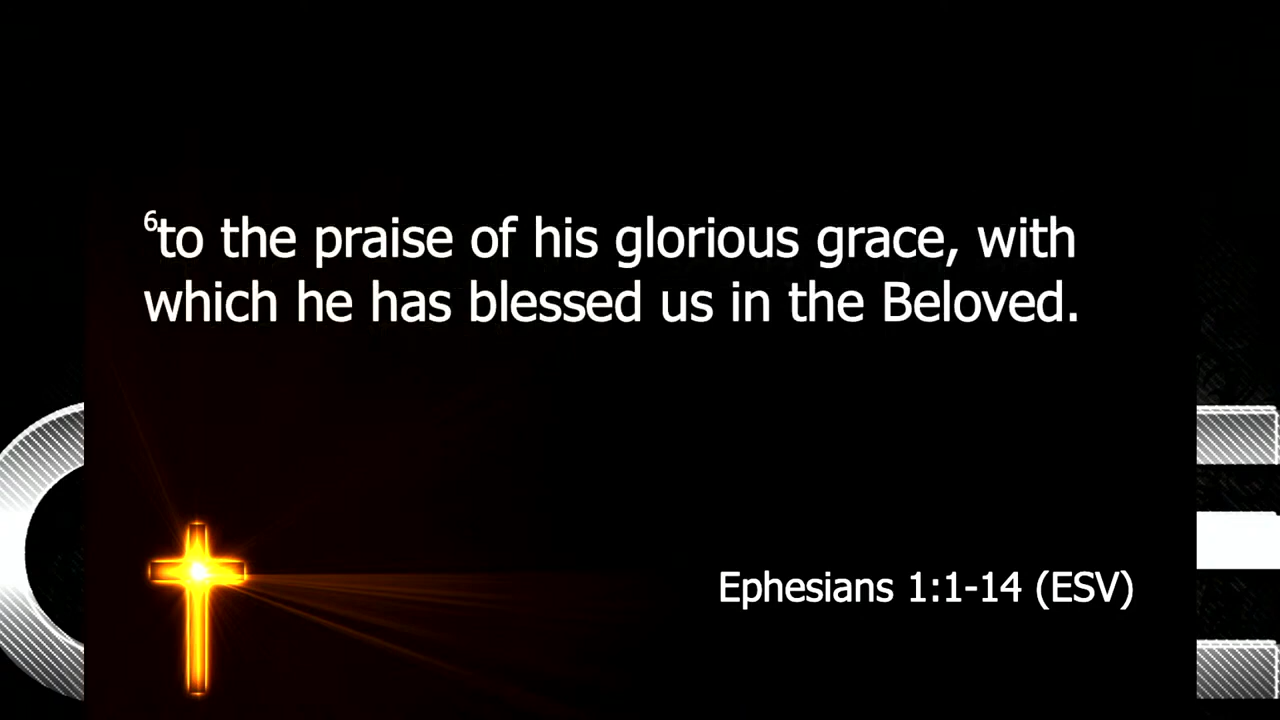 6to the praise of his glorious grace, with
which he has blessed us in the Beloved.
Ephesians 1:1-14 (ESV)